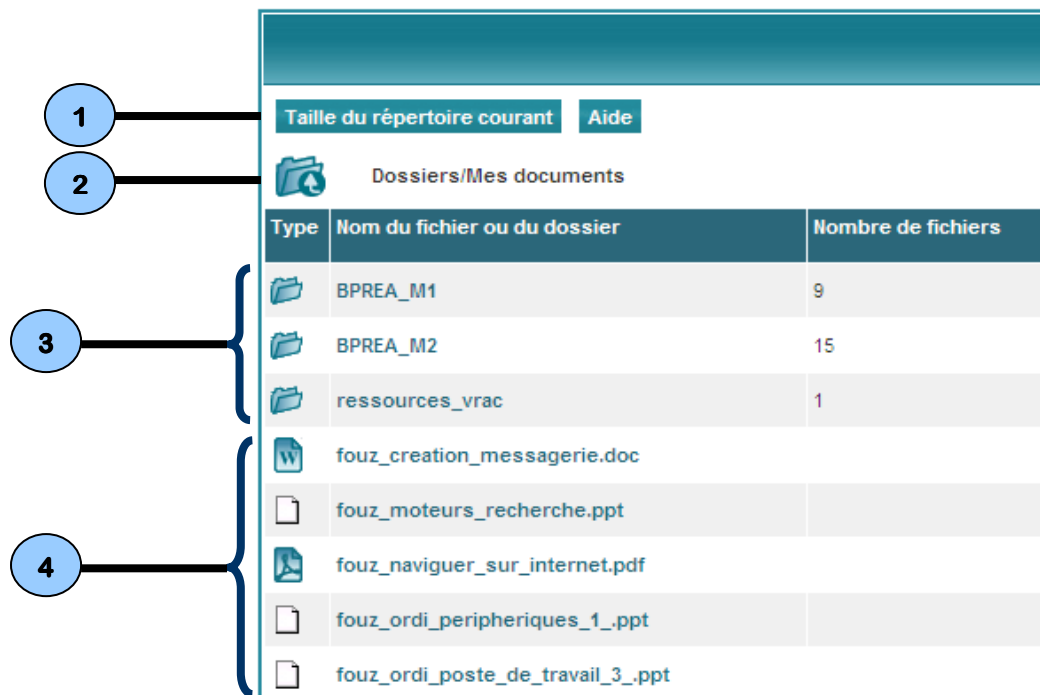 1 Taille du répertoire courant Aide
2 Dossiers/Mes documents
Type Nom du fichier ou du dossier Nombre de fichiers
BPREA_M1 9
3 BPREA_M2 15
ressources_vrac 1
W fouz_creation_messagerie.doc
fouz_moteurs_recherche.ppt
4 fouz_naviguer_sur_internet.pdf
fouz_ordi_peripheriques_1_.ppt
fouz_ordi_poste_de_travail_3_.ppt